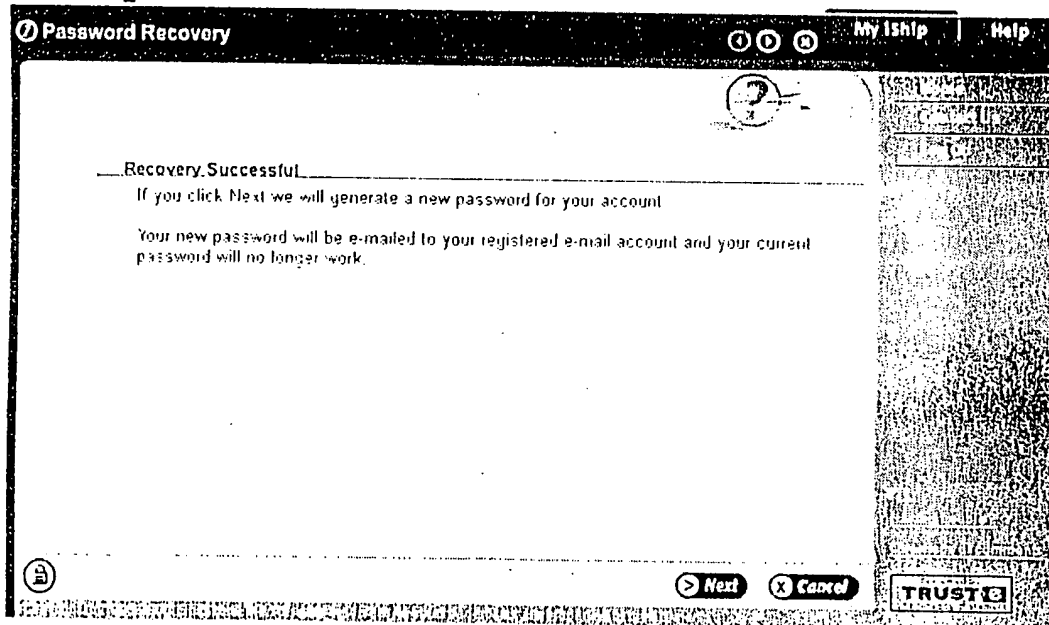 Password Recovery
My iShip | Help
Recovery Successful
If you click Next we will generate a new password for your account
Your new password will be e-mailed to your registered e-mail account and your current
password will no longer work.
Next
Cancel
TRUSTe